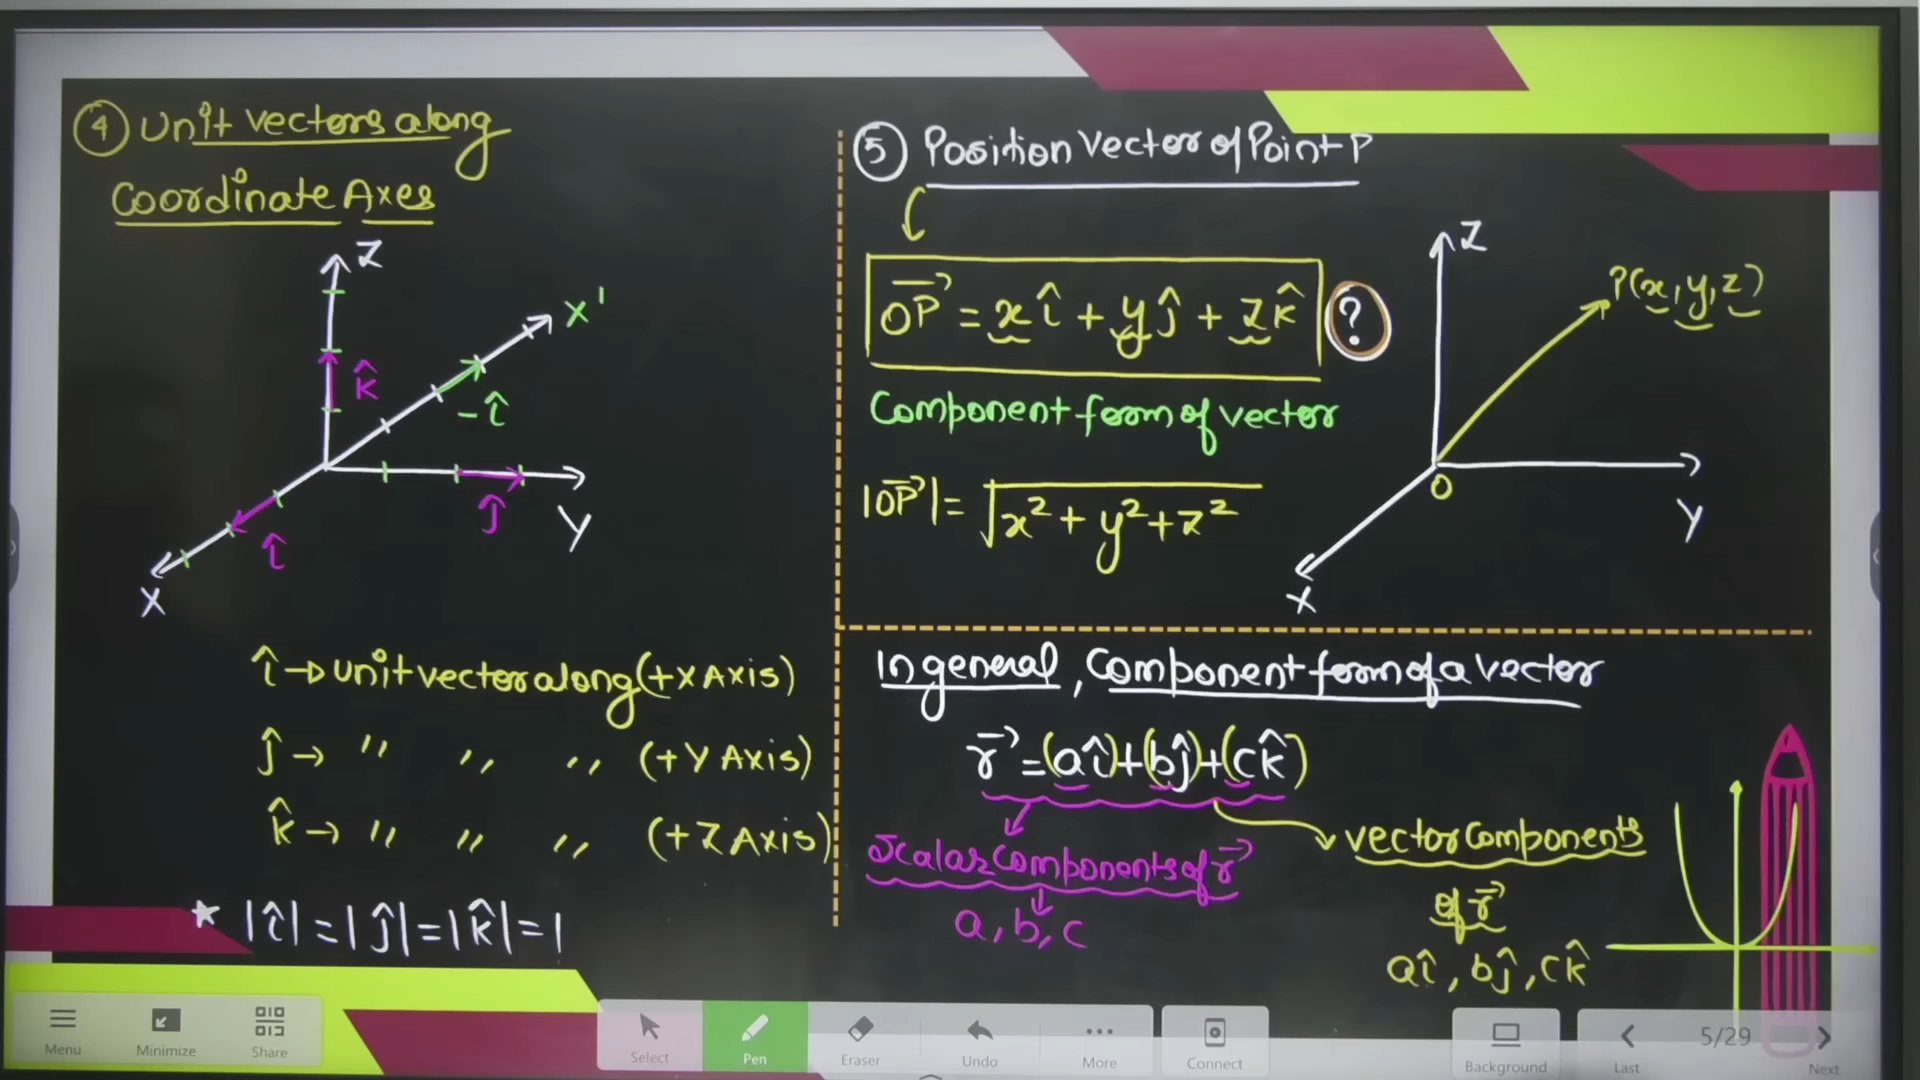 ④ Unit vectors along
Coordinate Axes
Z
X'
k̂
-î
ĵ
î
Y
X
î → unit vector along (+X Axis)
ĵ → " " " (+Y Axis)
k̂ → " " " (+Z Axis)
★ |î| = |ĵ| = |k̂| = 1
⑤ Position Vector of Point P
OP⃗ = xî + yĵ + zk̂ ?
Component form of vector
|OP⃗| = √x² + y² + z²
Z
P(x, y, z)
O
Y
X
In general, Component form of a vector
r⃗ = (aî) + (bĵ) + (ck̂)
Scalar Components of r⃗
a, b, c
vector components
of r⃗
aî, bĵ, ck̂
Menu
Minimize
Share
Select
Pen
Eraser
Undo
More
Connect
Background
Last
5/29
Next